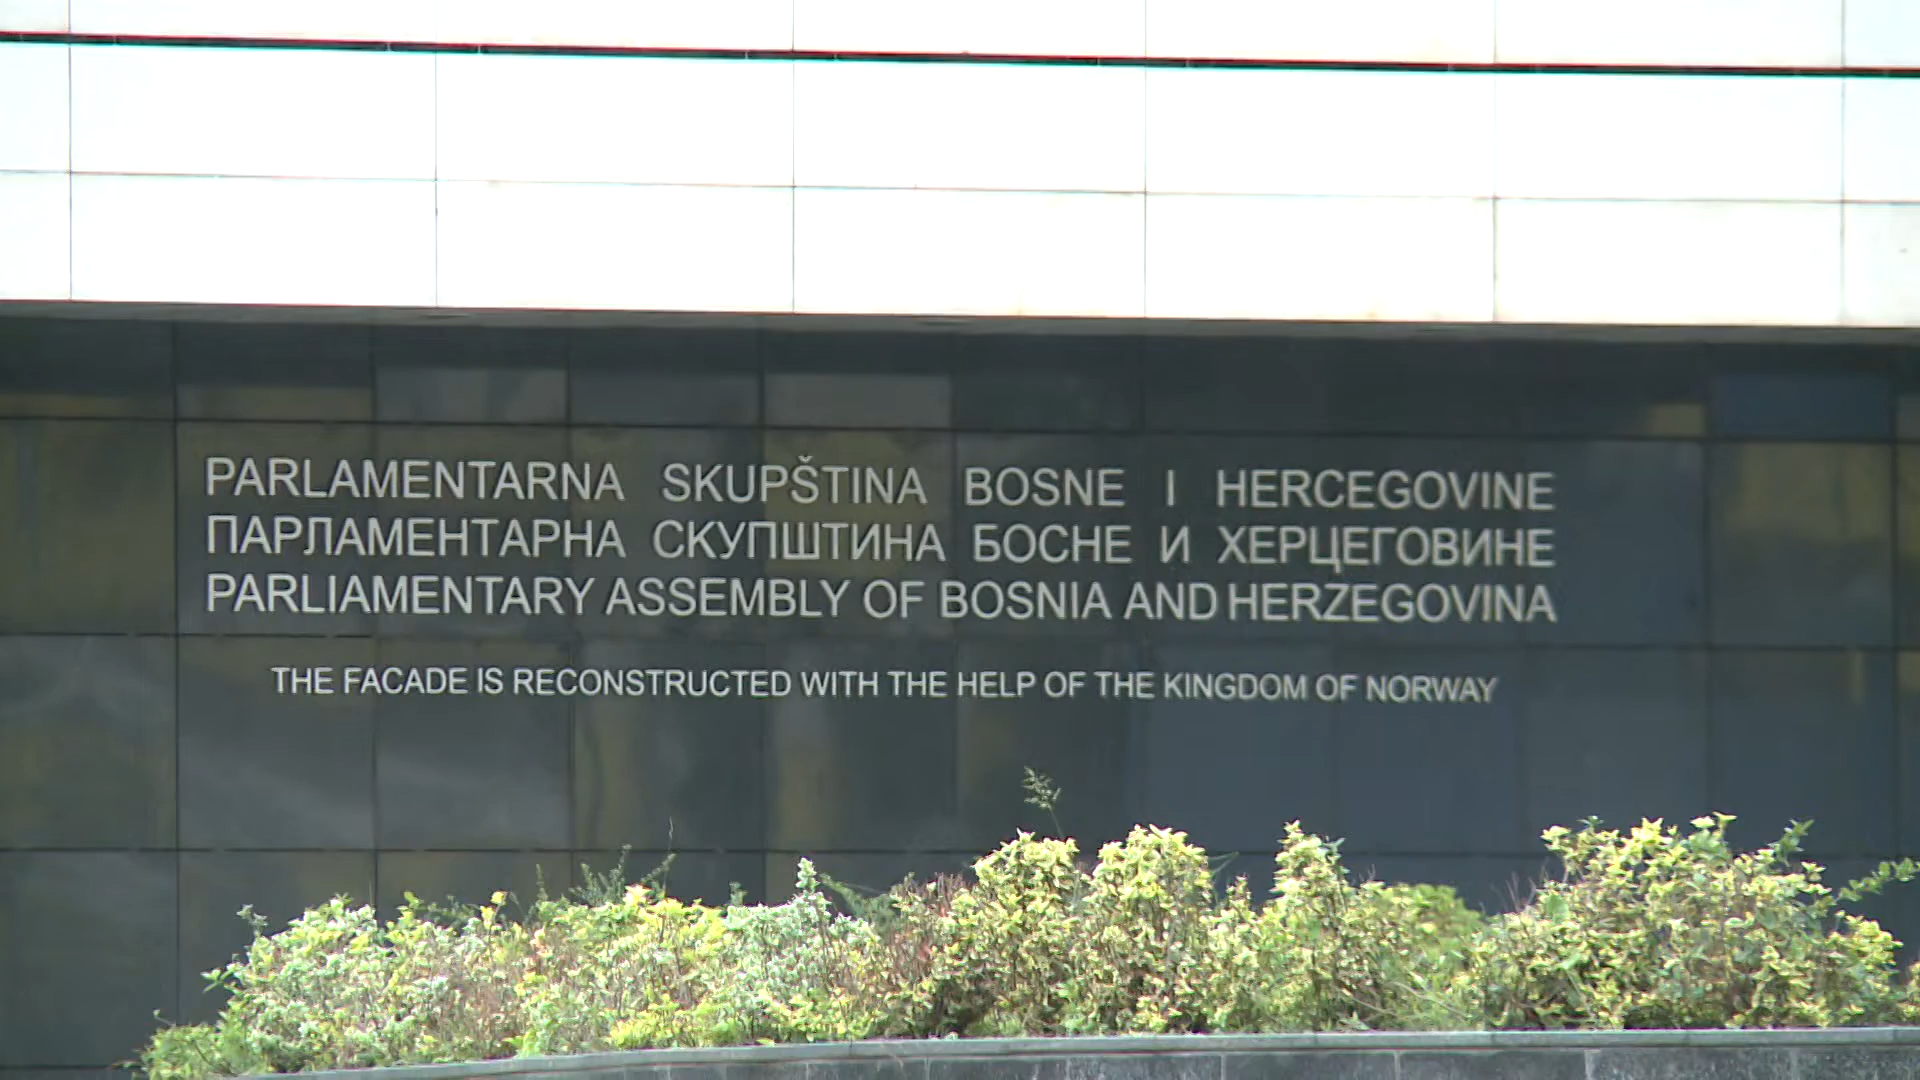 PARLAMENTARNA SKUPŠTINA BOSNE I HERCEGOVINE
ПАРЛАМЕНТАРНА СКУПШТИНА БОСНЕ И ХЕРЦЕГОВИНЕ
PARLIAMENTARY ASSEMBLY OF BOSNIA AND HERZEGOVINA
THE FACADE IS RECONSTRUCTED WITH THE HELP OF THE KINGDOM OF NORWAY